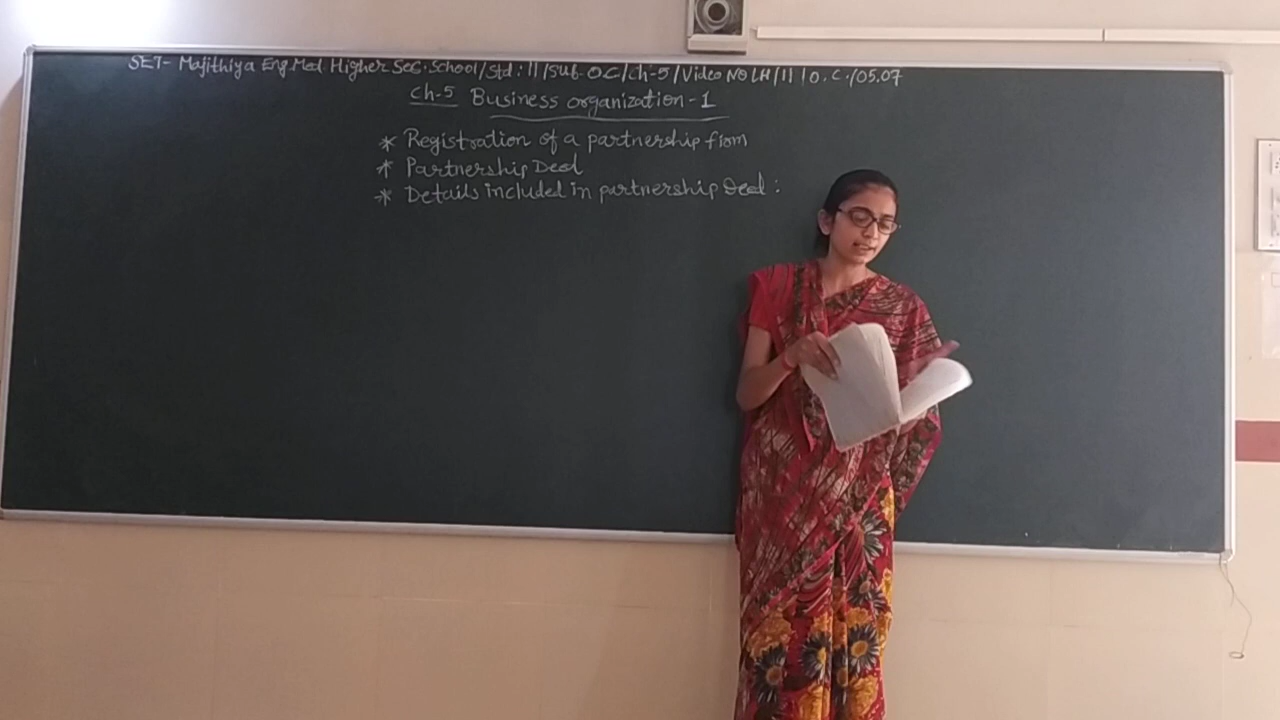 SET- Majithiya Eng.Med Higher Sec. School/Std:11/Sub-OC/Ch-5/Video NO LH/11 10.C./05.07
Ch-5 Business organization-1
* Registration of a partnership firm
* Partnership Deed
* Details included in partnership Deed: